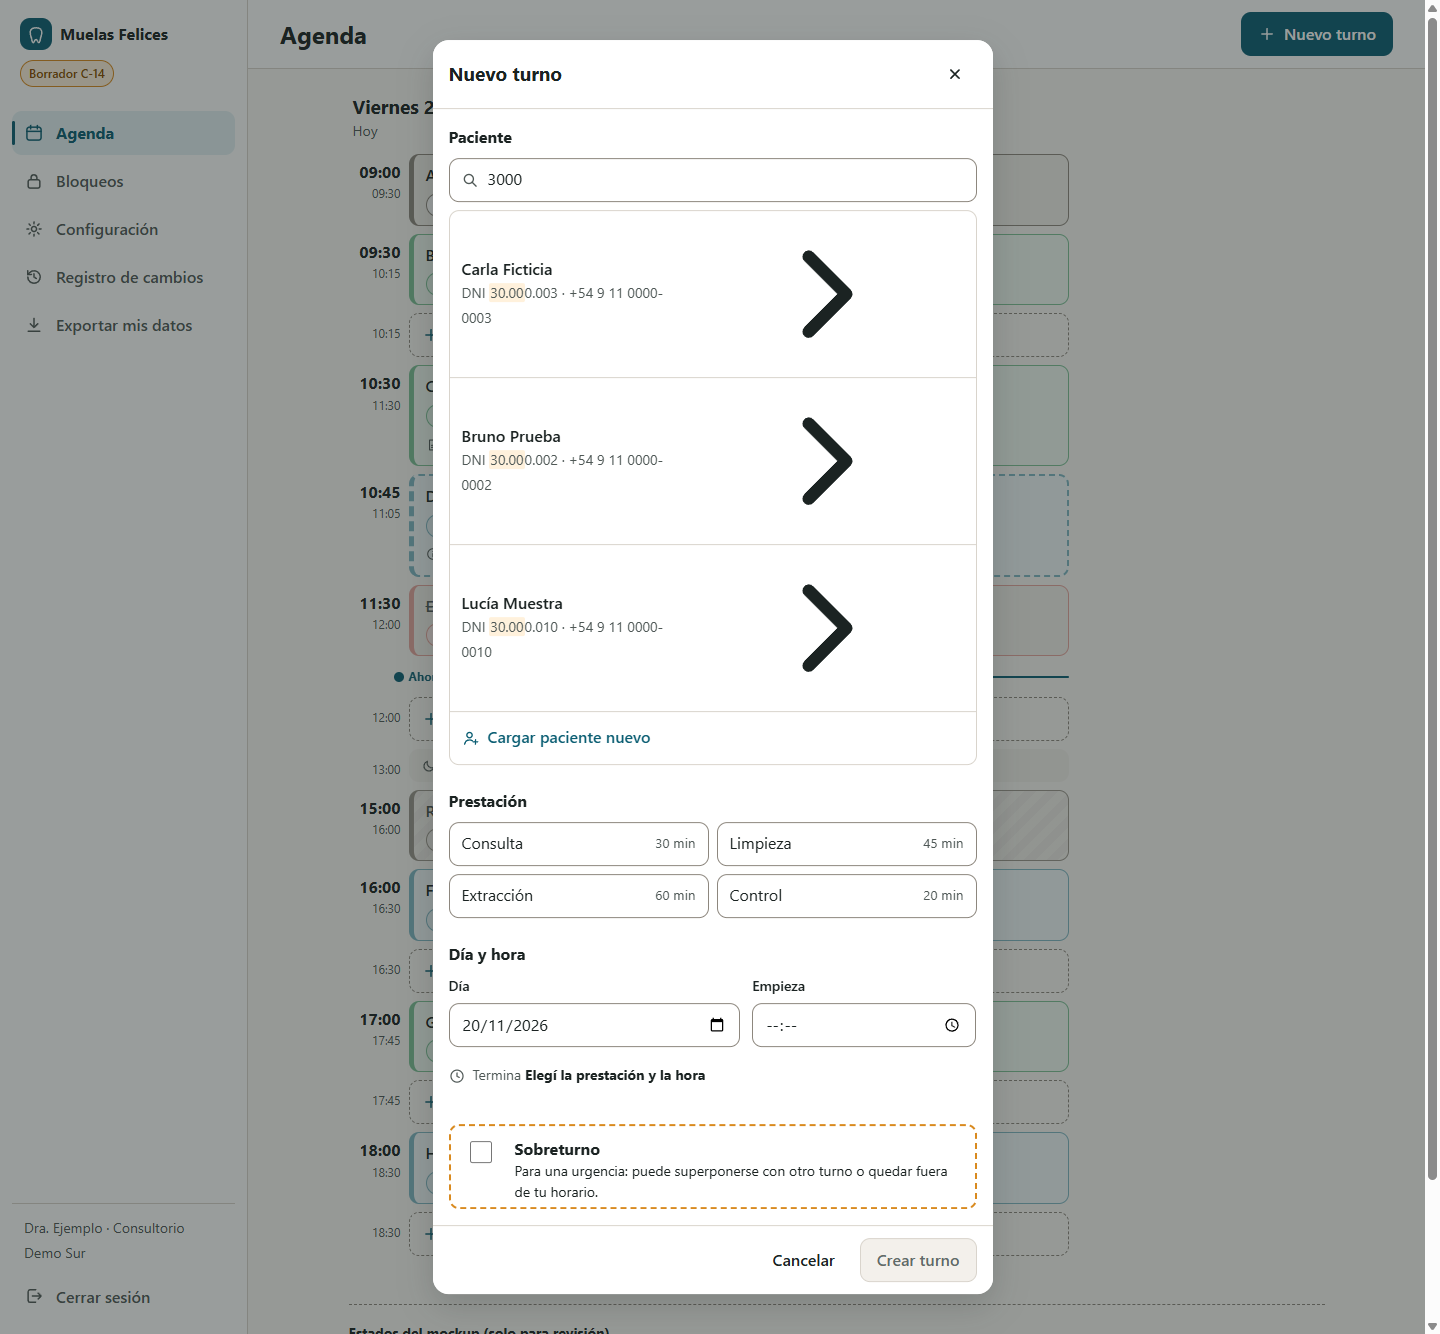 Muelas Felices
Borrador C-14
Agenda
Bloqueos
Configuración
Registro de cambios
Exportar mis datos
Dra. Ejemplo · Consultorio
Demo Sur
Cerrar sesión
Agenda
+ Nuevo turno
Viernes 2
Hoy
09:00
09:30
09:30
10:15
10:15
10:30
11:30
10:45
11:05
11:30
12:00
12:00
13:00
15:00
16:00
16:00
16:30
16:30
17:00
17:45
17:45
18:00
18:30
18:30
Nuevo turno
Paciente
3000
Carla Ficticia
DNI 30.000.003 · +54 9 11 0000-
0003
Bruno Prueba
DNI 30.000.002 · +54 9 11 0000-
0002
Lucía Muestra
DNI 30.000.010 · +54 9 11 0000-
0010
Cargar paciente nuevo
Prestación
Consulta 30 min
Limpieza 45 min
Extracción 60 min
Control 20 min
Día y hora
Día
Empieza
20/11/2026
--:--
Termina Elegí la prestación y la hora
Sobreturno
Para una urgencia: puede superponerse con otro turno o quedar fuera
de tu horario.
Cancelar
Crear turno
Estados del mockup (solo para revisión)